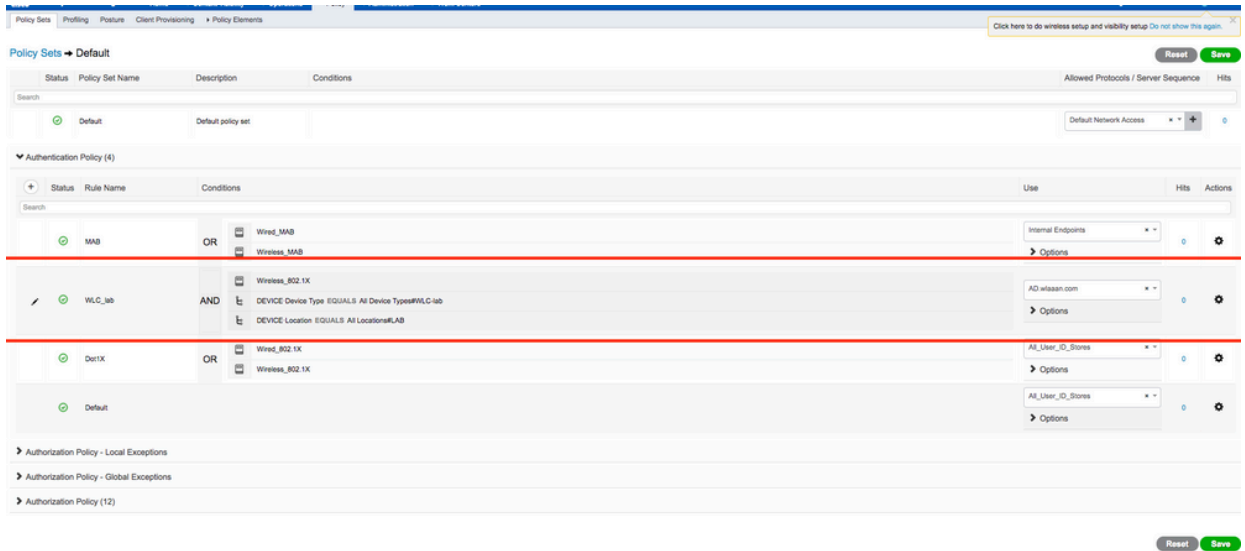 Policy Sets Profiling Posture Client Provisioning Policy Elements
Click here to do wireless setup and visibility setup Do not show this again.
Policy Sets ➔ Default
Reset Save
Status Policy Set Name Description Conditions Allowed Protocols / Server Sequence Hits
Search
Default Default policy set Default Network Access × + 0
Authentication Policy (4)
+ Status Rule Name Conditions Use Hits Actions
Search
MAB OR Wired_MAB Internal Endpoints × 0
Wireless_MAB Options
WLC_lab AND Wireless_802.1X AD.wlaaan.com × 0
DEVICE Device Type EQUALS All Device Types#WLC-lab Options
DEVICE Location EQUALS All Locations#LAB
Dot1X OR Wired_802.1X All_User_ID_Stores × 0
Wireless_802.1X Options
Default All_User_ID_Stores × 0
Options
Authorization Policy - Local Exceptions
Authorization Policy - Global Exceptions
Authorization Policy (12)
Reset Save